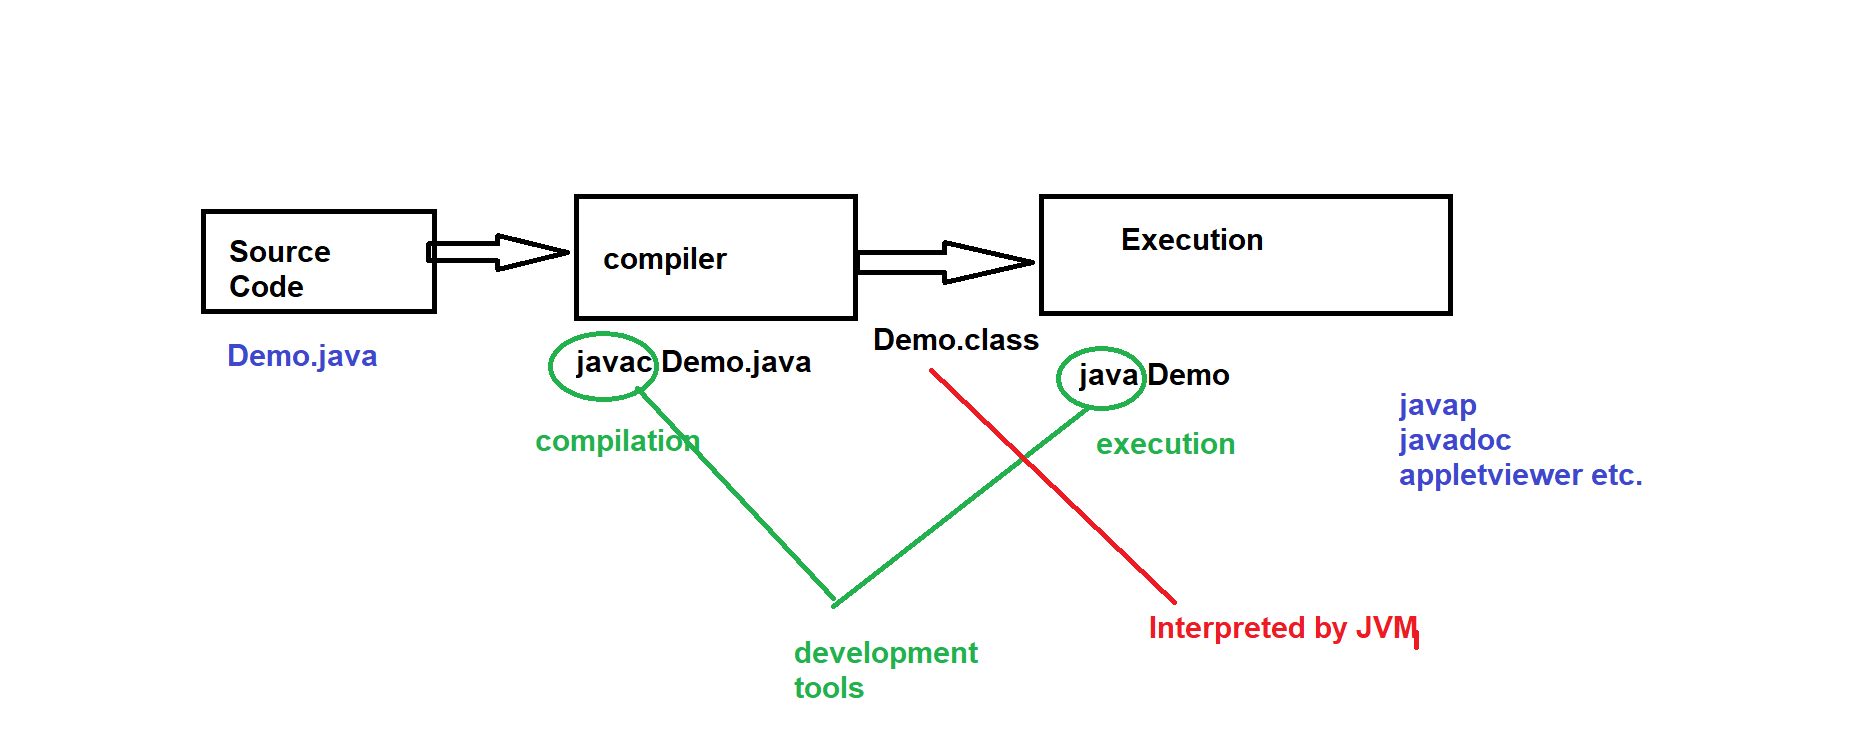 Source
Code
compiler
Execution
Demo.java
javac Demo.java
Demo.class
java Demo
compilation
execution
javap
javadoc
appletviewer etc.
development
tools
Interpreted by JVM